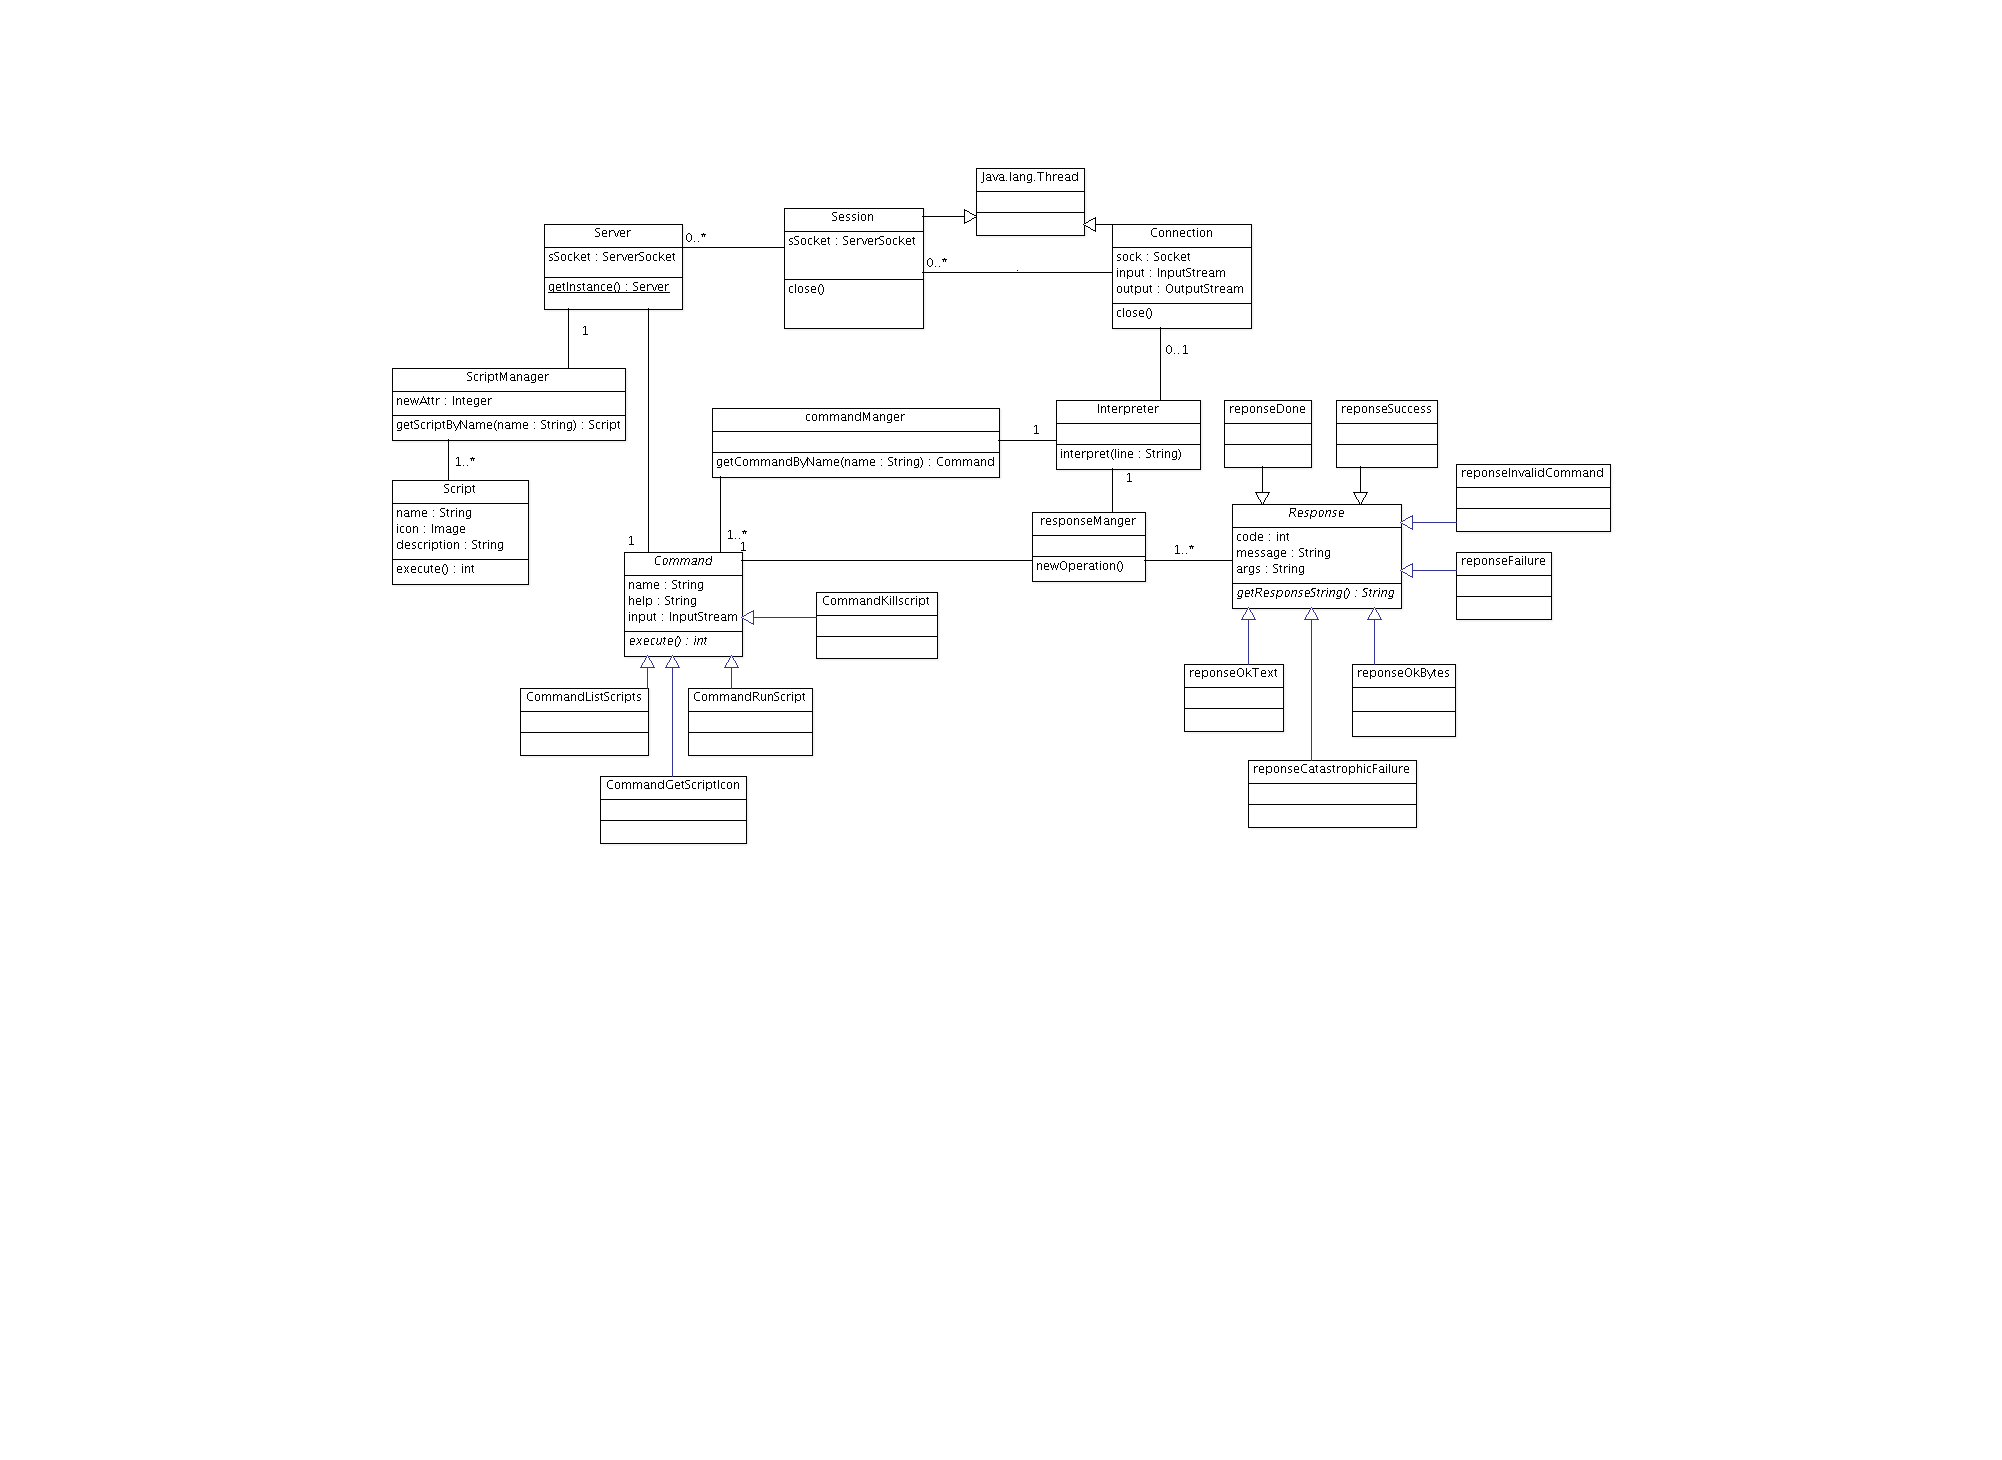 Java.lang.Thread
Session
sSocket : ServerSocket
close()
Server
sSocket : ServerSocket
getInstance() : Server
0..*
0..*
Connection
sock : Socket
input : InputStream
output : OutputStream
close()
1
0..1
ScriptManager
newAttr : Integer
getScriptByName(name : String) : Script
1..*
commandManger
getCommandByName(name : String) : Command
1
Interpreter
interpret(line : String)
1
reponseDone
reponseSuccess
reponseInvalidCommand
Script
name : String
icon : Image
description : String
execute() : int
1
1..*
1
Command
name : String
help : String
input : InputStream
execute() : int
responseManger
newOperation()
1..*
Response
code : int
message : String
args : String
getResponseString() : String
reponseFailure
CommandKillscript
CommandListScripts
CommandRunScript
CommandGetScriptIcon
reponseOkText
reponseOkBytes
reponseCatastrophicFailure